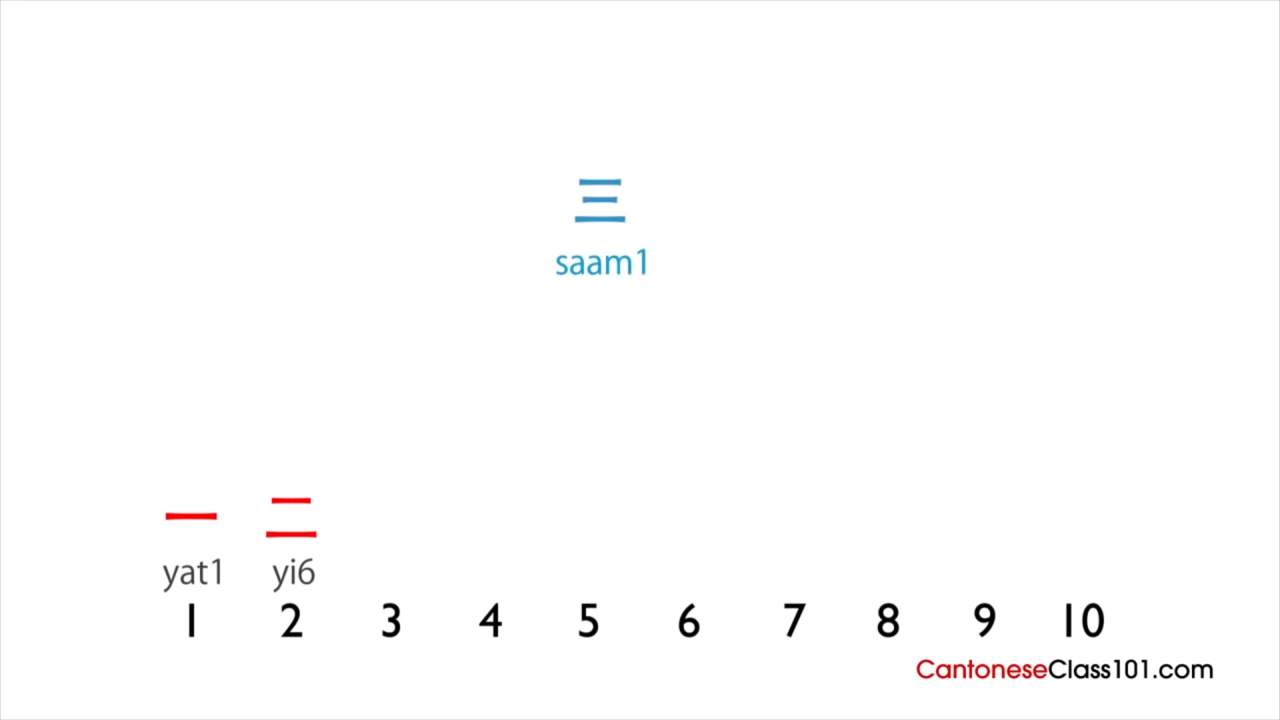 三
saam1
一 二
yat1 yi6
1 2 3 4 5 6 7 8 9 10
CantoneseClass101.com